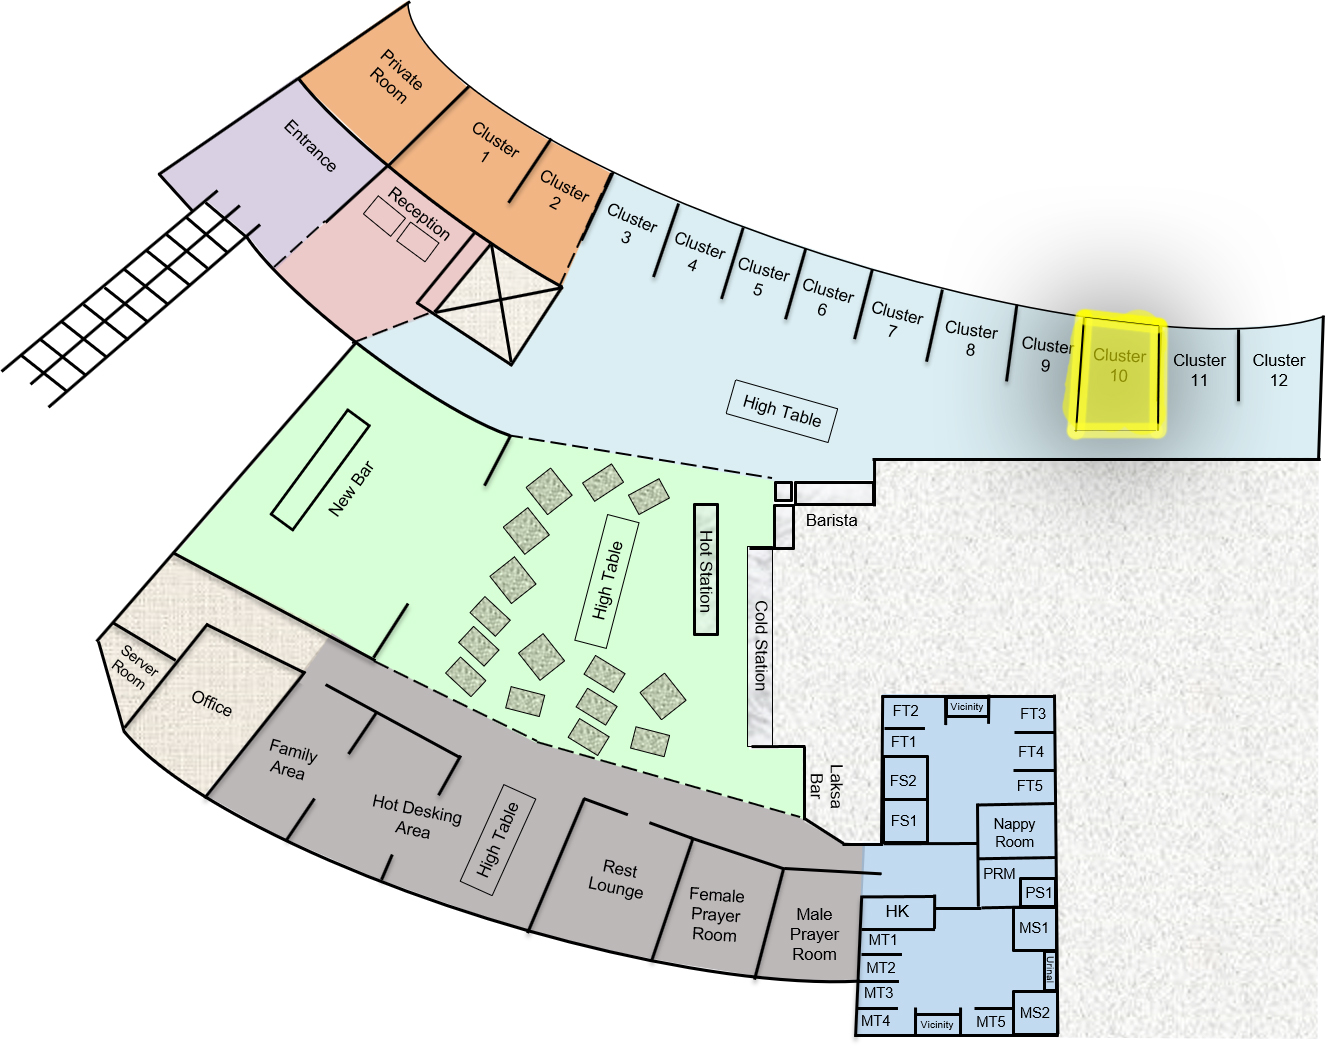 Private
Room
Entrance
Cluster
1
Cluster
2
Reception
Cluster
3
Cluster
4
Cluster
5
Cluster
6
Cluster
7
Cluster
8
Cluster
9
Cluster
10
Cluster
11
Cluster
12
High Table
New Bar
High Table
Hot Station
Barista
Cold Station
Laksa
Bar
Server
Room
Office
Family
Area
Hot Desking
Area
High Table
Rest
Lounge
Female
Prayer
Room
Male
Prayer
Room
FT2
Vicinity
FT3
FT1
FT4
FS2
FT5
FS1
Nappy
Room
PRM
PS1
HK
MS1
MT1
MT2
Urinal
MT3
MT4
Vicinity
MT5
MS2